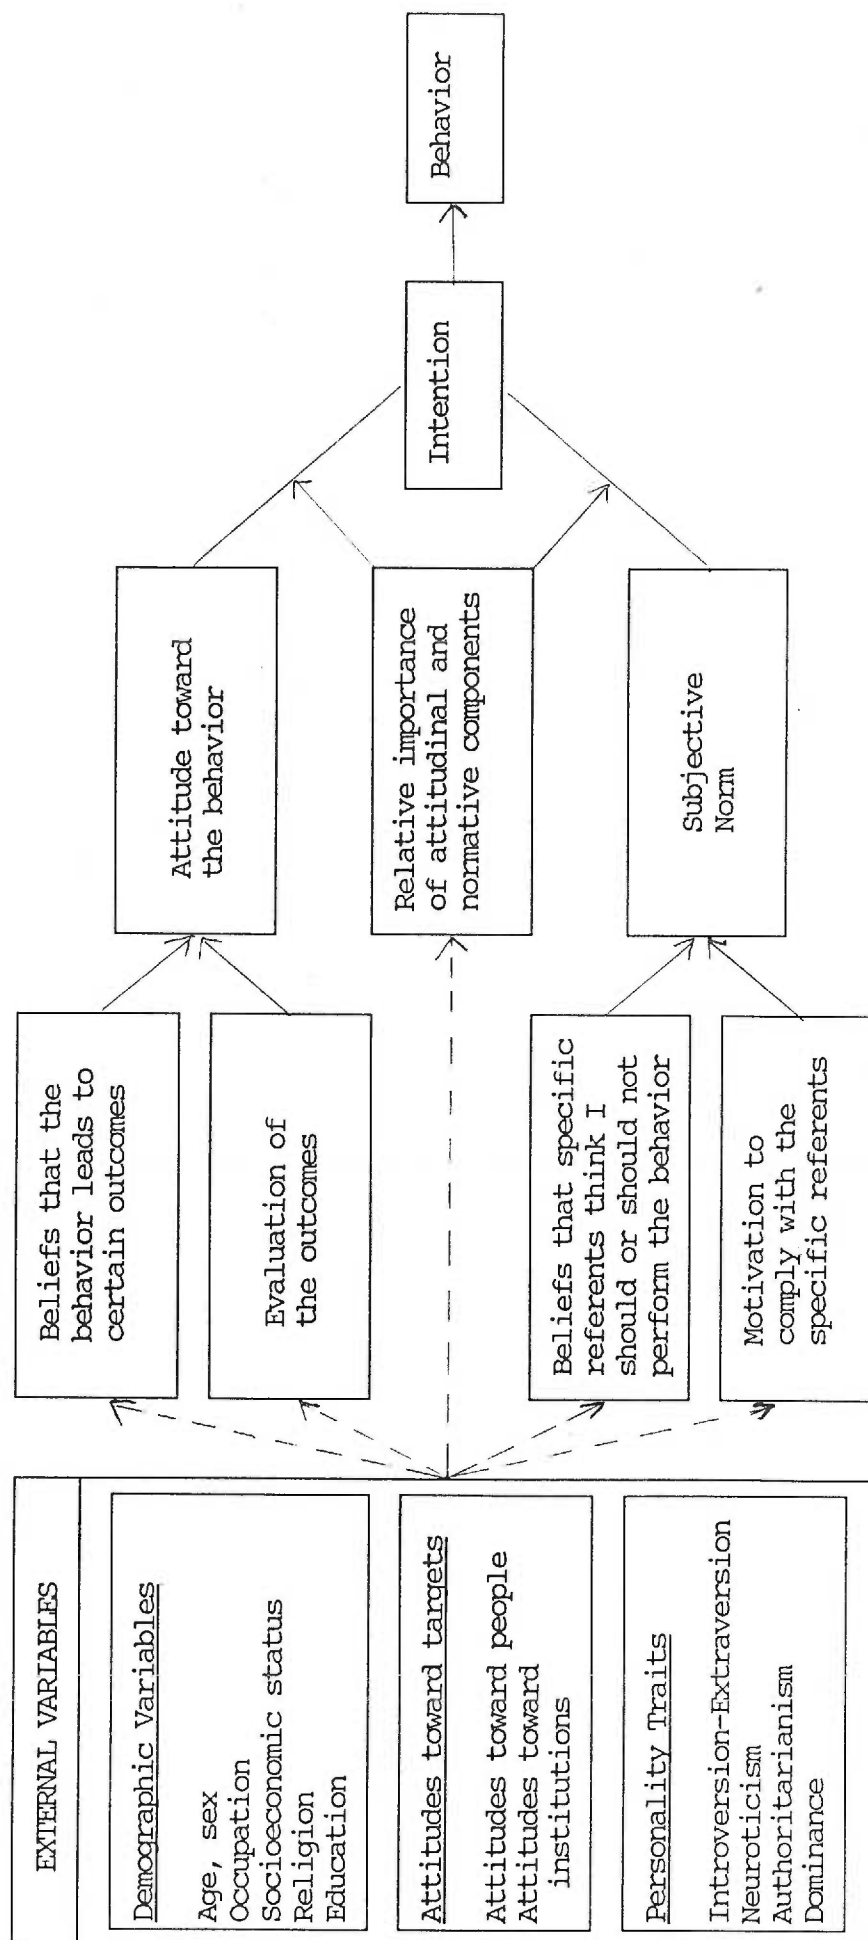 EXTERNAL VARIABLES
Demographic Variables
Age, sex
Occupation
Socioeconomic status
Religion
Education
Attitudes toward targets
Attitudes toward people
Attitudes toward
institutions
Personality Traits
Introversion-Extraversion
Neuroticism
Authoritarianism
Dominance
Beliefs that the
behavior leads to
certain outcomes
Evaluation of
the outcomes
Beliefs that specific
referents think I
should or should not
perform the behavior
Motivation to
comply with the
specific referents
Attitude toward
the behavior
Relative importance
of attitudinal and
normative components
Subjective
Norm
Intention
Behavior